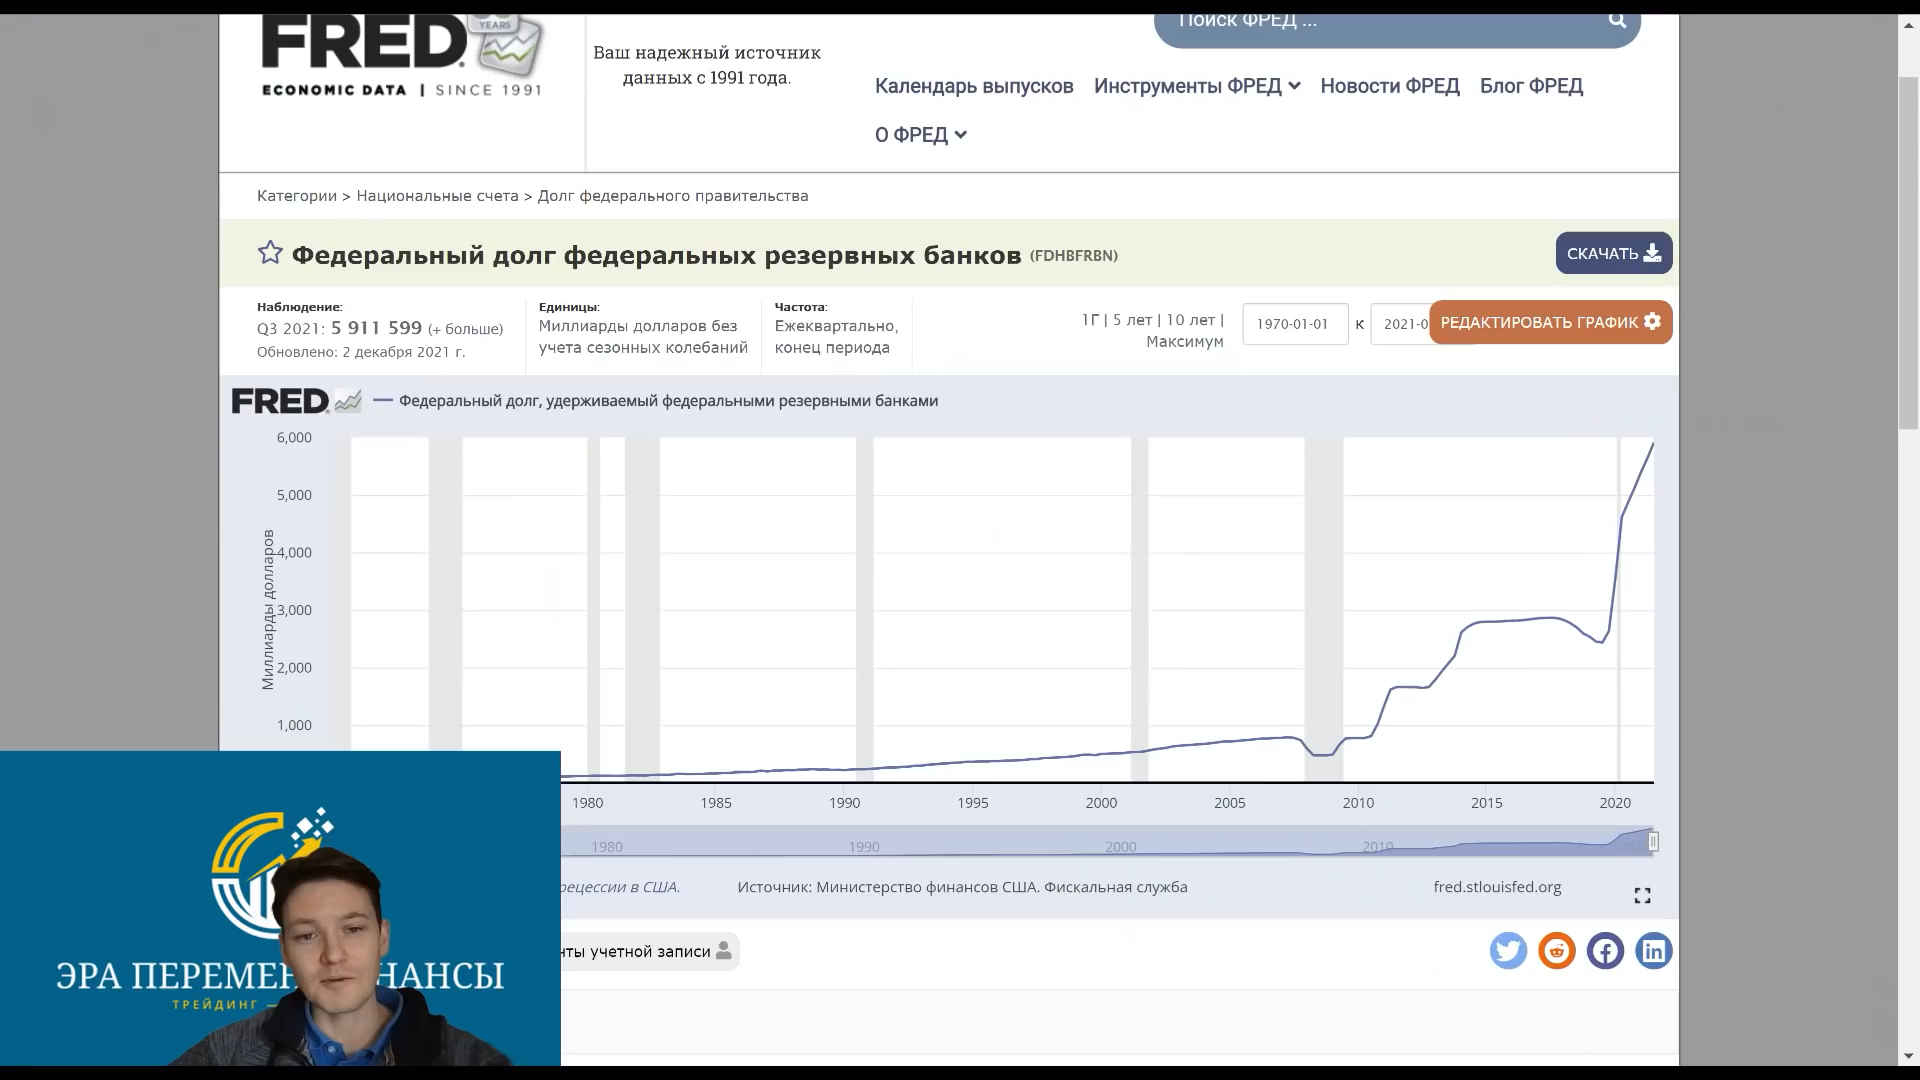 FRED
YEARS
ECONOMIC DATA | SINCE 1991
Ваш надежный источник
данных с 1991 года.
Поиск ФРЕД ...
Календарь выпусков
Инструменты ФРЕД
Новости ФРЕД
Блог ФРЕД
О ФРЕД
Категории > Национальные счета > Долг федерального правительства
Федеральный долг федеральных резервных банков (FDHBFRBN)
СКАЧАТЬ
Наблюдение:
Q3 2021: 5 911 599 (+ больше)
Обновлено: 2 декабря 2021 г.
Единицы:
Миллиарды долларов без
учета сезонных колебаний
Частота:
Ежеквартально,
конец периода
1Г | 5 лет | 10 лет |
Максимум
1970-01-01
к
2021-0
РЕДАКТИРОВАТЬ ГРАФИК
FRED
Федеральный долг, удерживаемый федеральными резервными банками
Миллиарды долларов
6,000
5,000
4,000
3,000
2,000
1,000
1980 1985 1990 1995 2000 2005 2010 2015 2020
1980 1990 2000 2010
рецессии в США.
Источник: Министерство финансов США. Фискальная служба
fred.stlouisfed.org
нты учетной записи
ЭРА ПЕРЕМЕН НАНСЫ
ТРЕЙДИНГ —